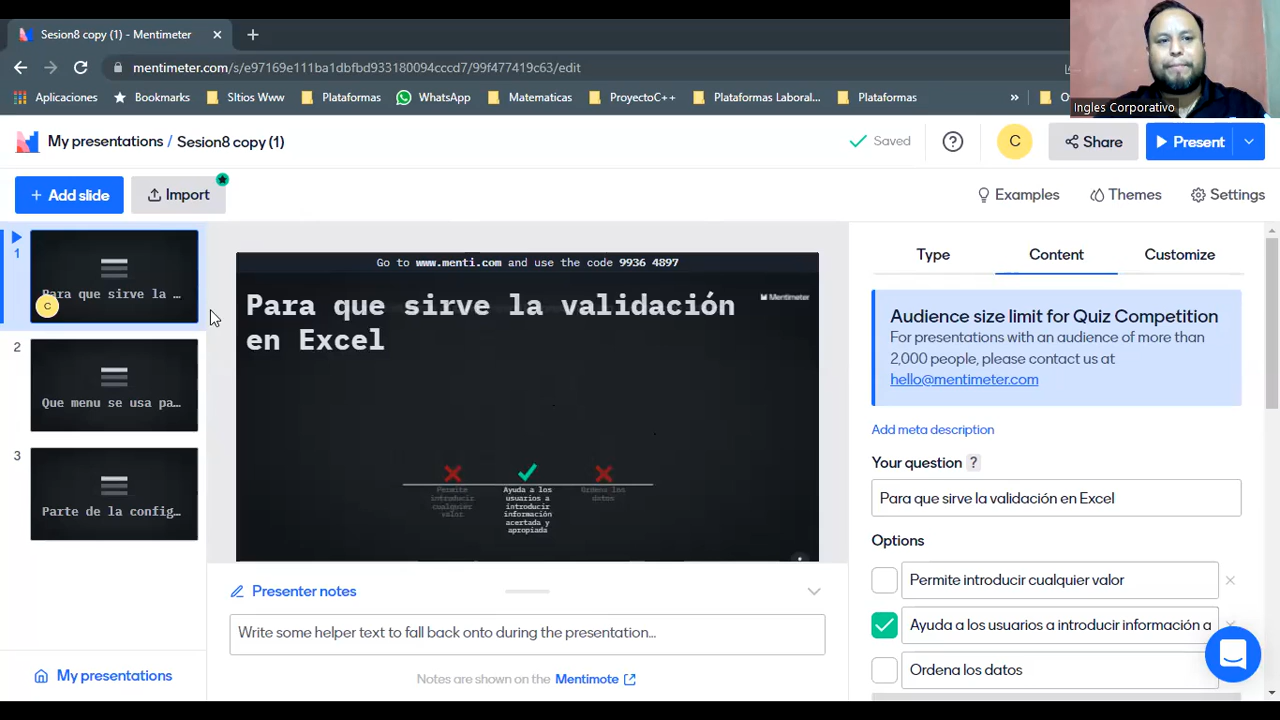 Sesion8 copy (1) - Mentimeter
mentimeter.com/s/e97169e111ba1dbfbd933180094cccd7/99f477419c63/edit
Aplicaciones
Bookmarks
SItios Www
Plataformas
WhatsApp
Matematicas
ProyectoC++
Plataformas Laboral...
Plataformas
»
Ingles Corporativo
My presentations / Sesion8 copy (1)
Saved
C
Share
Present
+ Add slide
Import
Examples
Themes
Settings
1
Para que sirve la ...
C
2
Que menu se usa pa...
3
Parte de la config...
My presentations
Go to www.menti.com and use the code 9936 4897
Mentimeter
Para que sirve la validación
en Excel
Permite
introducir
cualquier
valor
Ayuda a los
usuarios a
introducir
información
acertada y
apropiada
Ordena los
datos
Presenter notes
Write some helper text to fall back onto during the presentation...
Notes are shown on the Mentimote
Type
Content
Customize
Audience size limit for Quiz Competition
For presentations with an audience of more than
2,000 people, please contact us at
hello@mentimeter.com
Add meta description
Your question ?
Para que sirve la validación en Excel
Options
Permite introducir cualquier valor
Ayuda a los usuarios a introducir información a
Ordena los datos